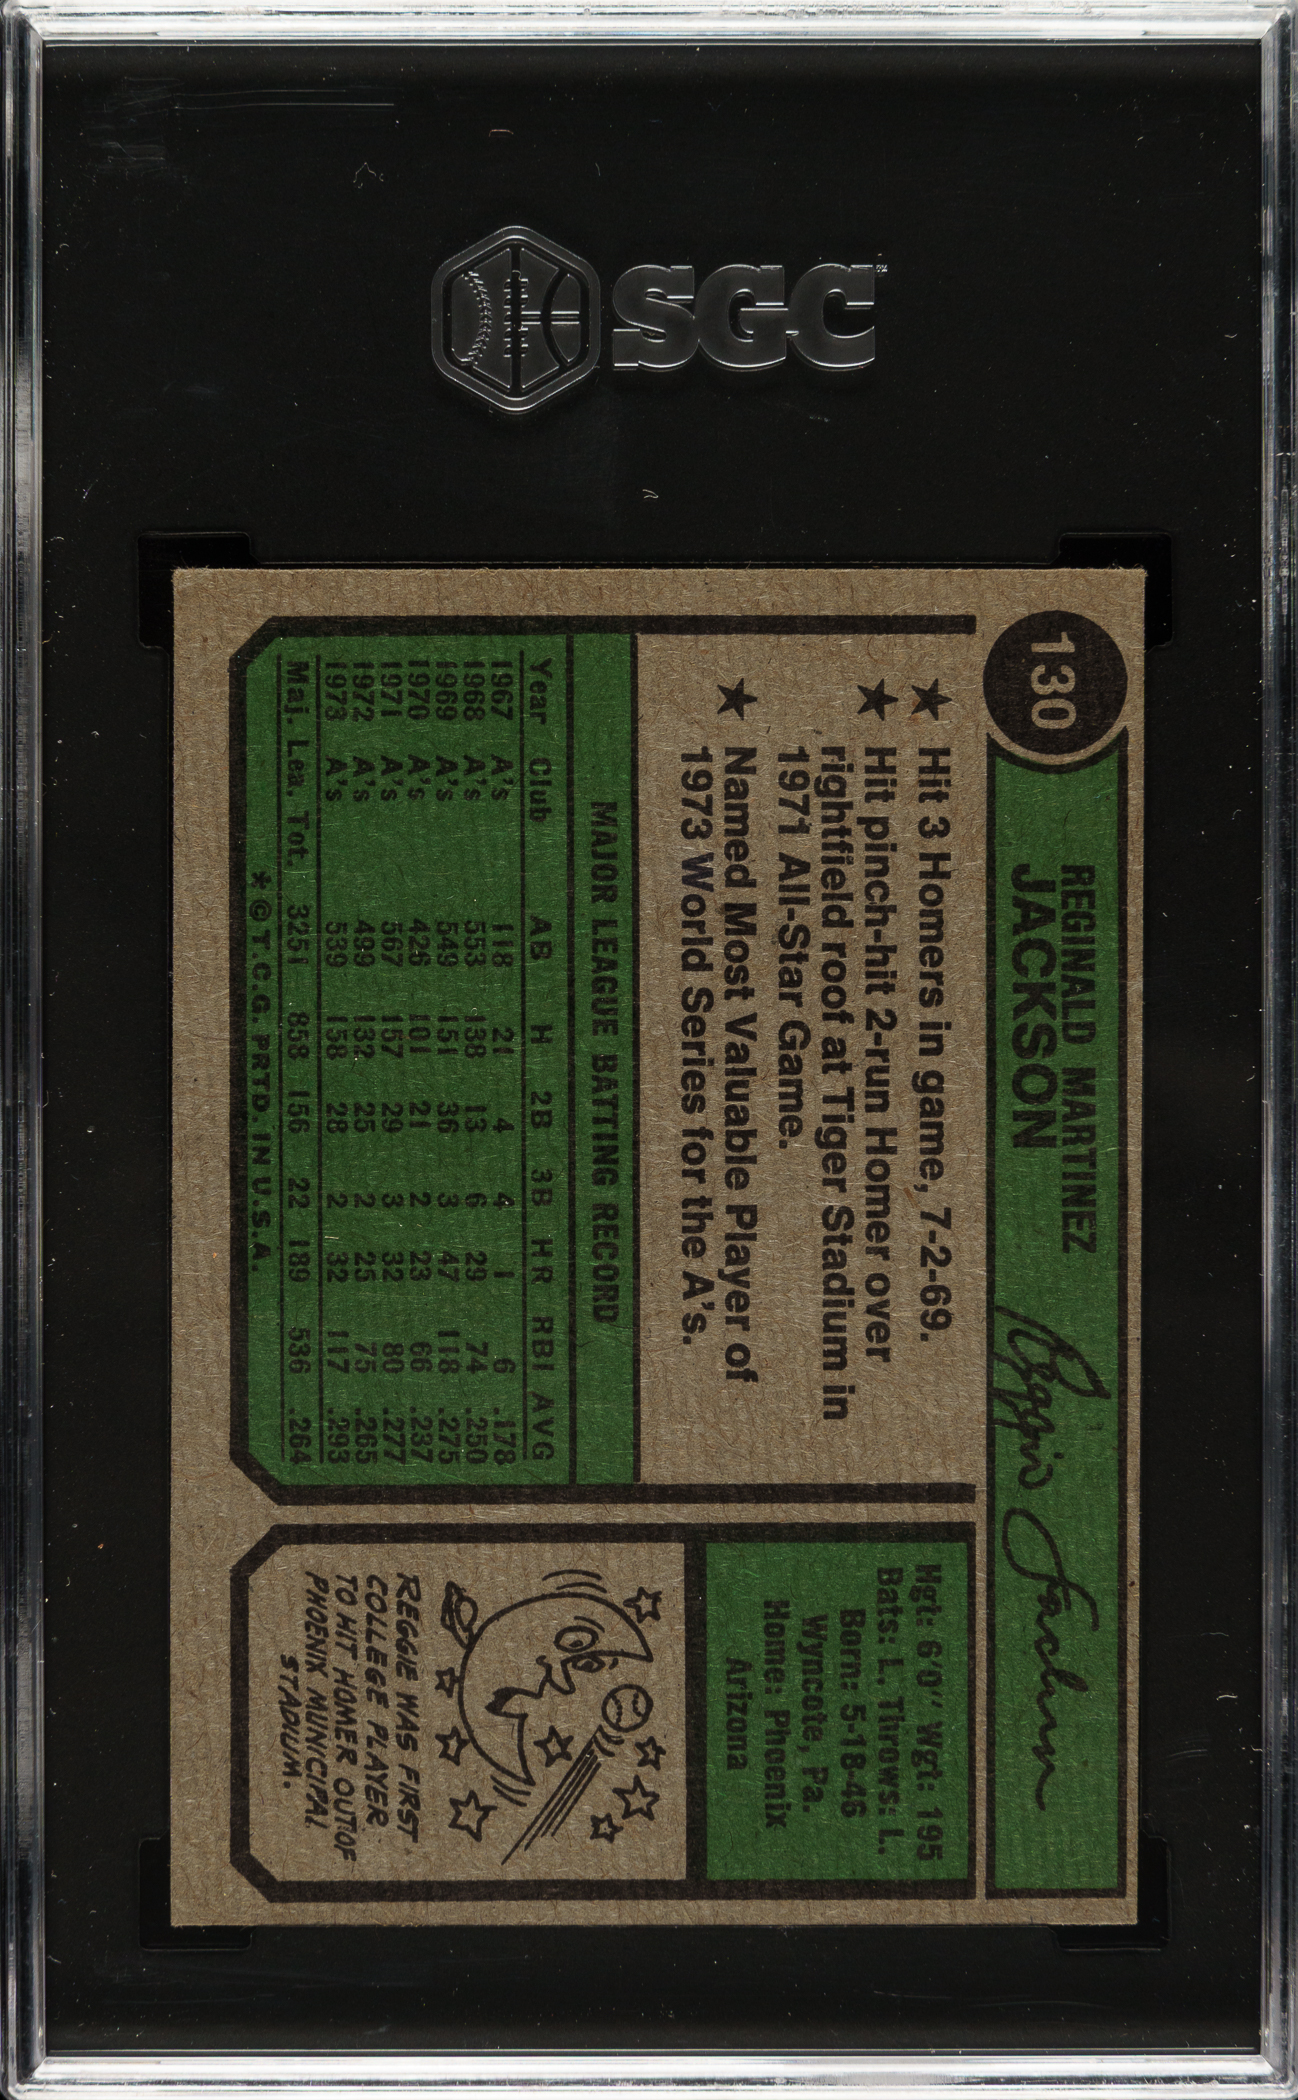 SGC
130
REGINALD MARTINEZ
JACKSON
Reggie Jackson
★ Hit 3 Homers in game, 7-2-69.
★ Hit pinch-hit 2-run Homer over
rightfield roof at Tiger Stadium in
1971 All-Star Game.
★ Named Most Valuable Player of
1973 World Series for the A's.
MAJOR LEAGUE BATTING RECORD
Year Club AB H 2B 3B HR RBI AVG
1967 A's 118 21 4 4 1 6 .178
1968 A's 553 138 13 6 29 74 .250
1969 A's 549 151 36 3 47 118 .275
1970 A's 426 101 21 2 23 66 .237
1971 A's 567 157 29 3 32 80 .277
1972 A's 499 132 25 2 25 75 .265
1973 A's 539 158 28 2 32 117 .293
Maj. Lea. Tot. 3251 858 156 22 189 536 .264
* © T.C.G. PRTD. IN U.S.A.
Hgt: 6'0" Wgt: 195
Bats: L. Throws: L.
Born: 5-18-46
Wyncote, Pa.
Home: Phoenix
Arizona
REGGIE WAS FIRST
COLLEGE PLAYER
TO HIT HOMER OUT OF
PHOENIX MUNICIPAL
STADIUM.